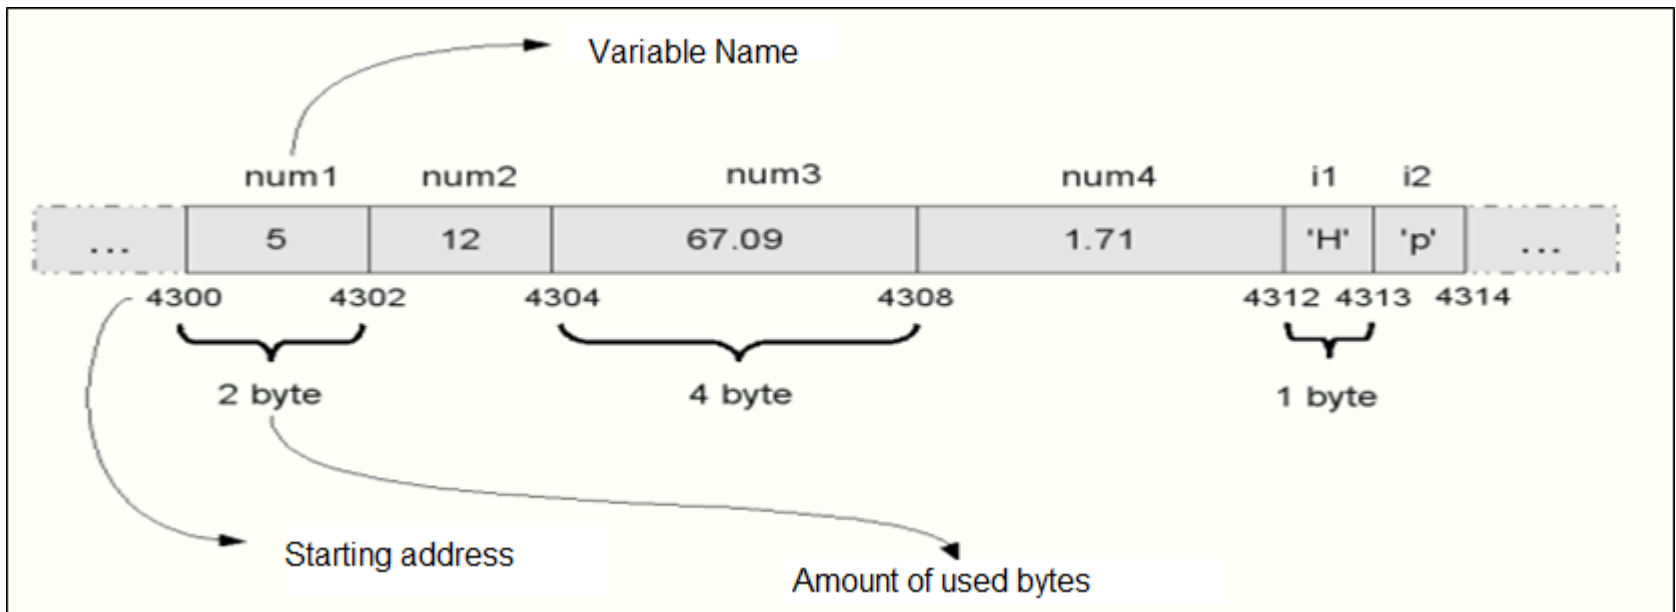 Variable Name
num1 num2 num3 num4 i1 i2
... 5 12 67.09 1.71 'H' 'p' ...
4300 4302 4304 4308 4312 4313 4314
2 byte 4 byte 1 byte
Starting address
Amount of used bytes